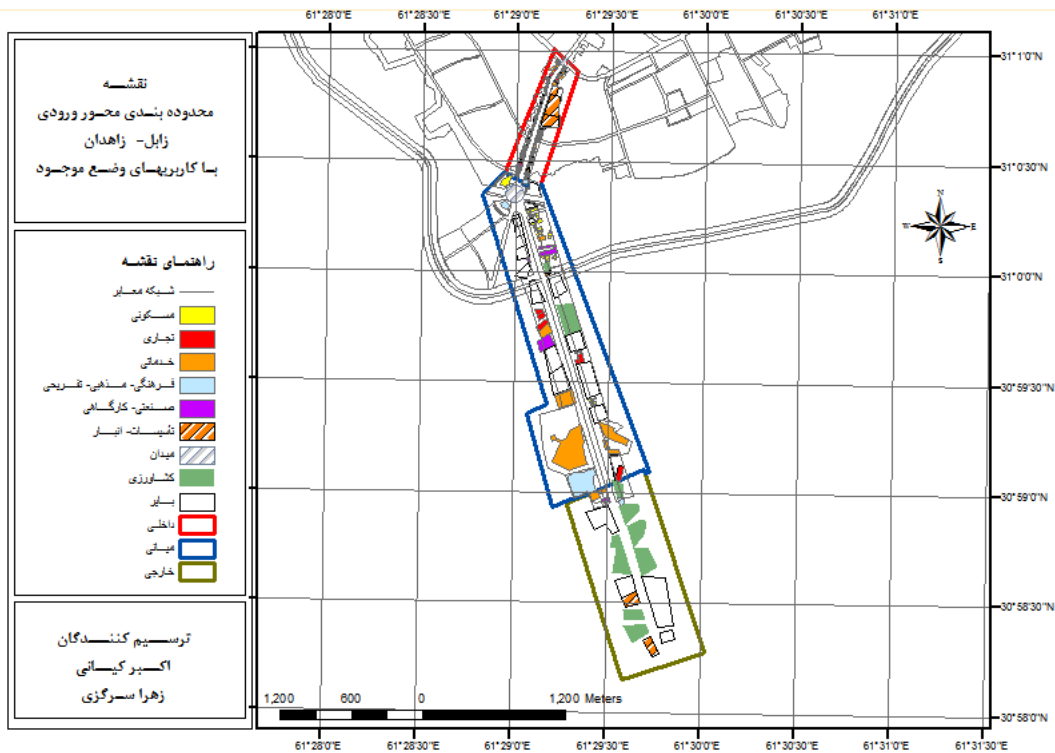 61°28'0"E 61°28'30"E 61°29'0"E 61°29'30"E 61°30'0"E 61°30'30"E 61°31'0"E
نقشه
محدوده بندی محور ورودی
زابل- زاهدان
با کاربریهای وضع موجود
راهنمای نقشه
شبکه معابر
مسکونی
تجاری
خدماتی
فرهنگی- مذهبی- تفریحی
صنعتی- کارگاهی
تأسیسات- انبار
میدان
کشاورزی
بایر
داخلی
میانی
خارجی
ترسیم کنندگان
اکبر کیانی
زهرا سرگزی
N
W E
S
31°1'0"N
31°0'30"N
31°0'0"N
30°59'30"N
30°59'0"N
30°58'30"N
30°58'0"N
1,200 600 0 1,200 Meters
61°28'0"E 61°28'30"E 61°29'0"E 61°29'30"E 61°30'0"E 61°30'30"E 61°31'0"E 61°31'30"E